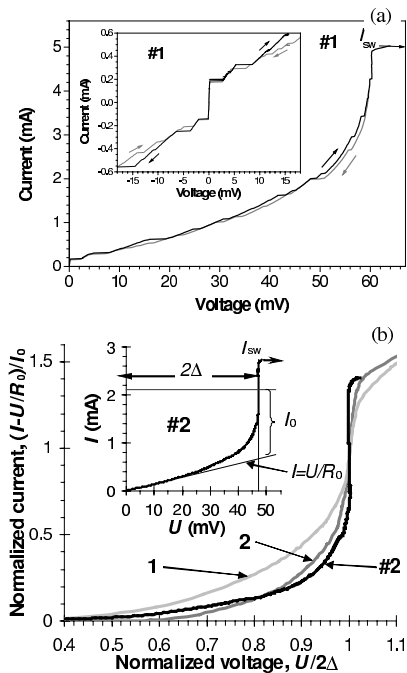 (a)
#1
#1
Isw
Current (mA)
Voltage (mV)
0 10 20 30 40 50 60
0 1 2 3 4 5
Current (mA)
Voltage (mV)
-15 -10 -5 0 5 10 15
0.6
0.4
0.2
0.0
-0.2
-0.4
-0.6
(b)
Normalized current, (I-U/R0)/I0
Normalized voltage, U/2Δ
0.4 0.5 0.6 0.7 0.8 0.9 1 1.1
0
0.5
1
1.5
1
2
#2
Isw
2Δ
#2
I0
I=U/R0
I (mA)
U (mV)
0 10 20 30 40 50
3
2
1
0